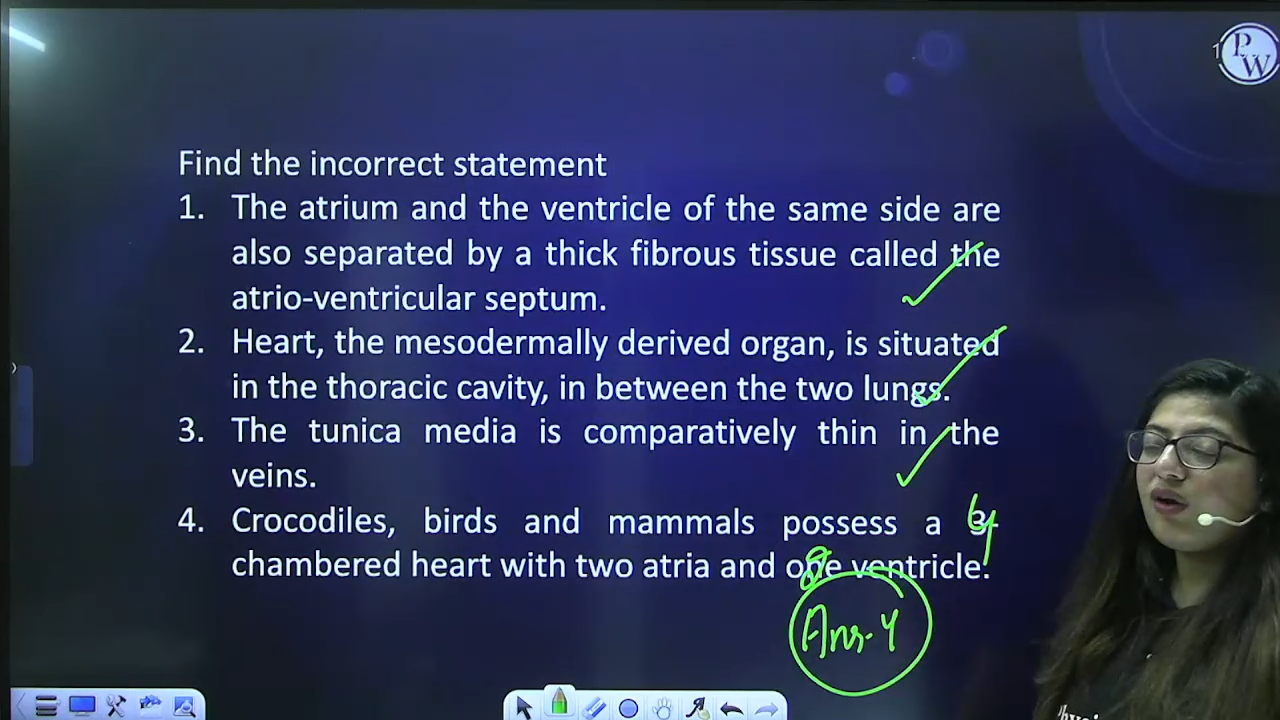 PW
Find the incorrect statement
1. The atrium and the ventricle of the same side are
also separated by a thick fibrous tissue called the
atrio-ventricular septum.
2. Heart, the mesodermally derived organ, is situated
in the thoracic cavity, in between the two lungs.
3. The tunica media is comparatively thin in the
veins.
4. Crocodiles, birds and mammals possess a 3-
chambered heart with two atria and one ventricle.
4
2
Ans-4